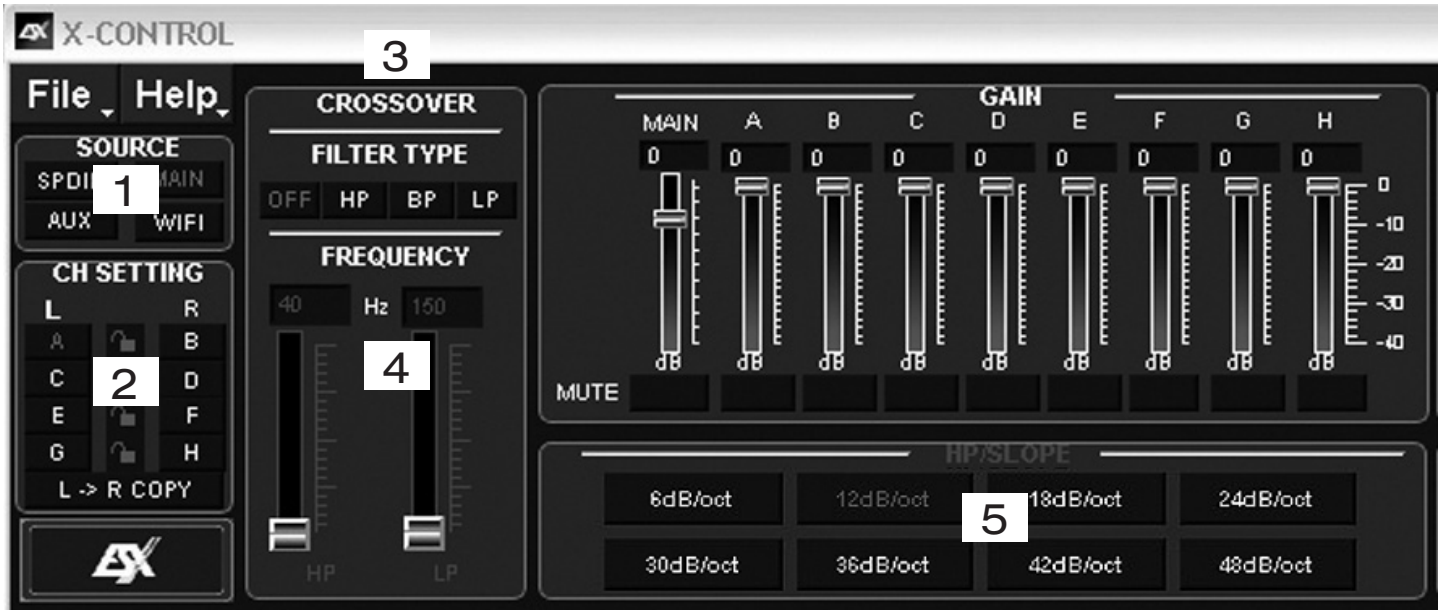 ESX X-CONTROL
File Help
SOURCE
1
MAIN
AUX WIFI
CH SETTING
L R
A B
C 2 D
E F
G H
L -> R COPY
ESX
3
CROSSOVER
FILTER TYPE
OFF HP BP LP
FREQUENCY
40 Hz 150
4
HP LP
GAIN
MAIN A B C D E F G H
0 0 0 0 0 0 0 0 0
0
-10
-20
-30
-40
dB dB dB dB dB dB dB dB dB
MUTE
HP/SLOPE
6dB/oct 12dB/oct 18dB/oct 24dB/oct
5
30dB/oct 36dB/oct 42dB/oct 48dB/oct